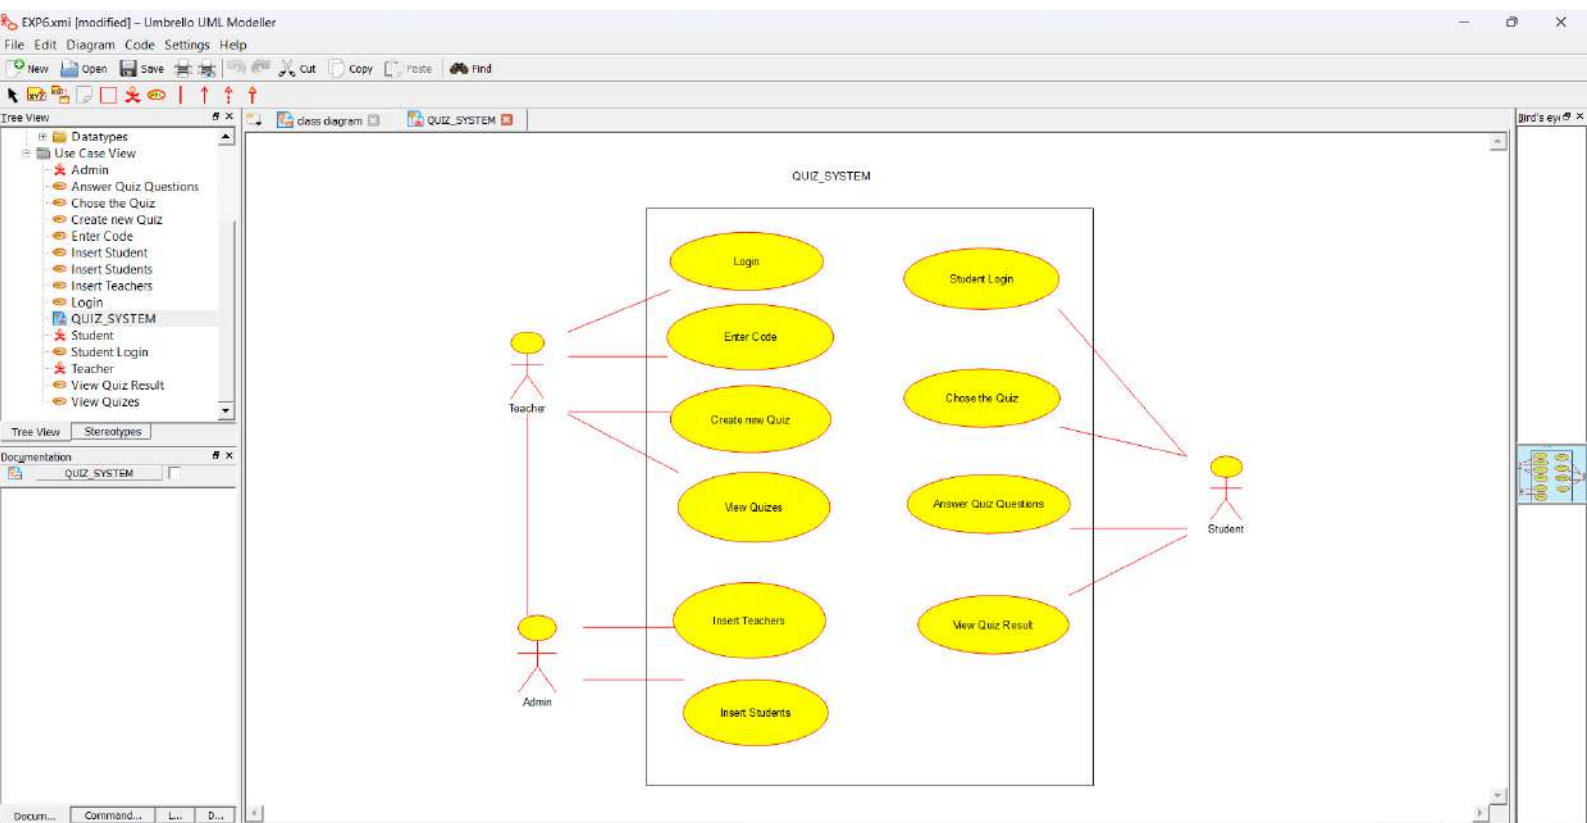 EXP6.xmi [modified] – Umbrello UML Modeller
File Edit Diagram Code Settings Help
New Open Save Cut Copy Paste Find
Tree View
class diagram
QUIZ_SYSTEM
Bird's eye
Datatypes
Use Case View
Admin
Answer Quiz Questions
Chose the Quiz
Create new Quiz
Enter Code
Insert Student
Insert Students
Insert Teachers
Login
QUIZ_SYSTEM
Student
Student Login
Teacher
View Quiz Result
View Quizes
Tree View Stereotypes
Documentation
QUIZ_SYSTEM
Docum... Command... L... D...
QUIZ_SYSTEM
Login
Student Login
Enter Code
Teacher
Chose the Quiz
Create new Quiz
View Quizes
Answer Quiz Questions
Student
Insert Teachers
View Quiz Result
Admin
Insert Students